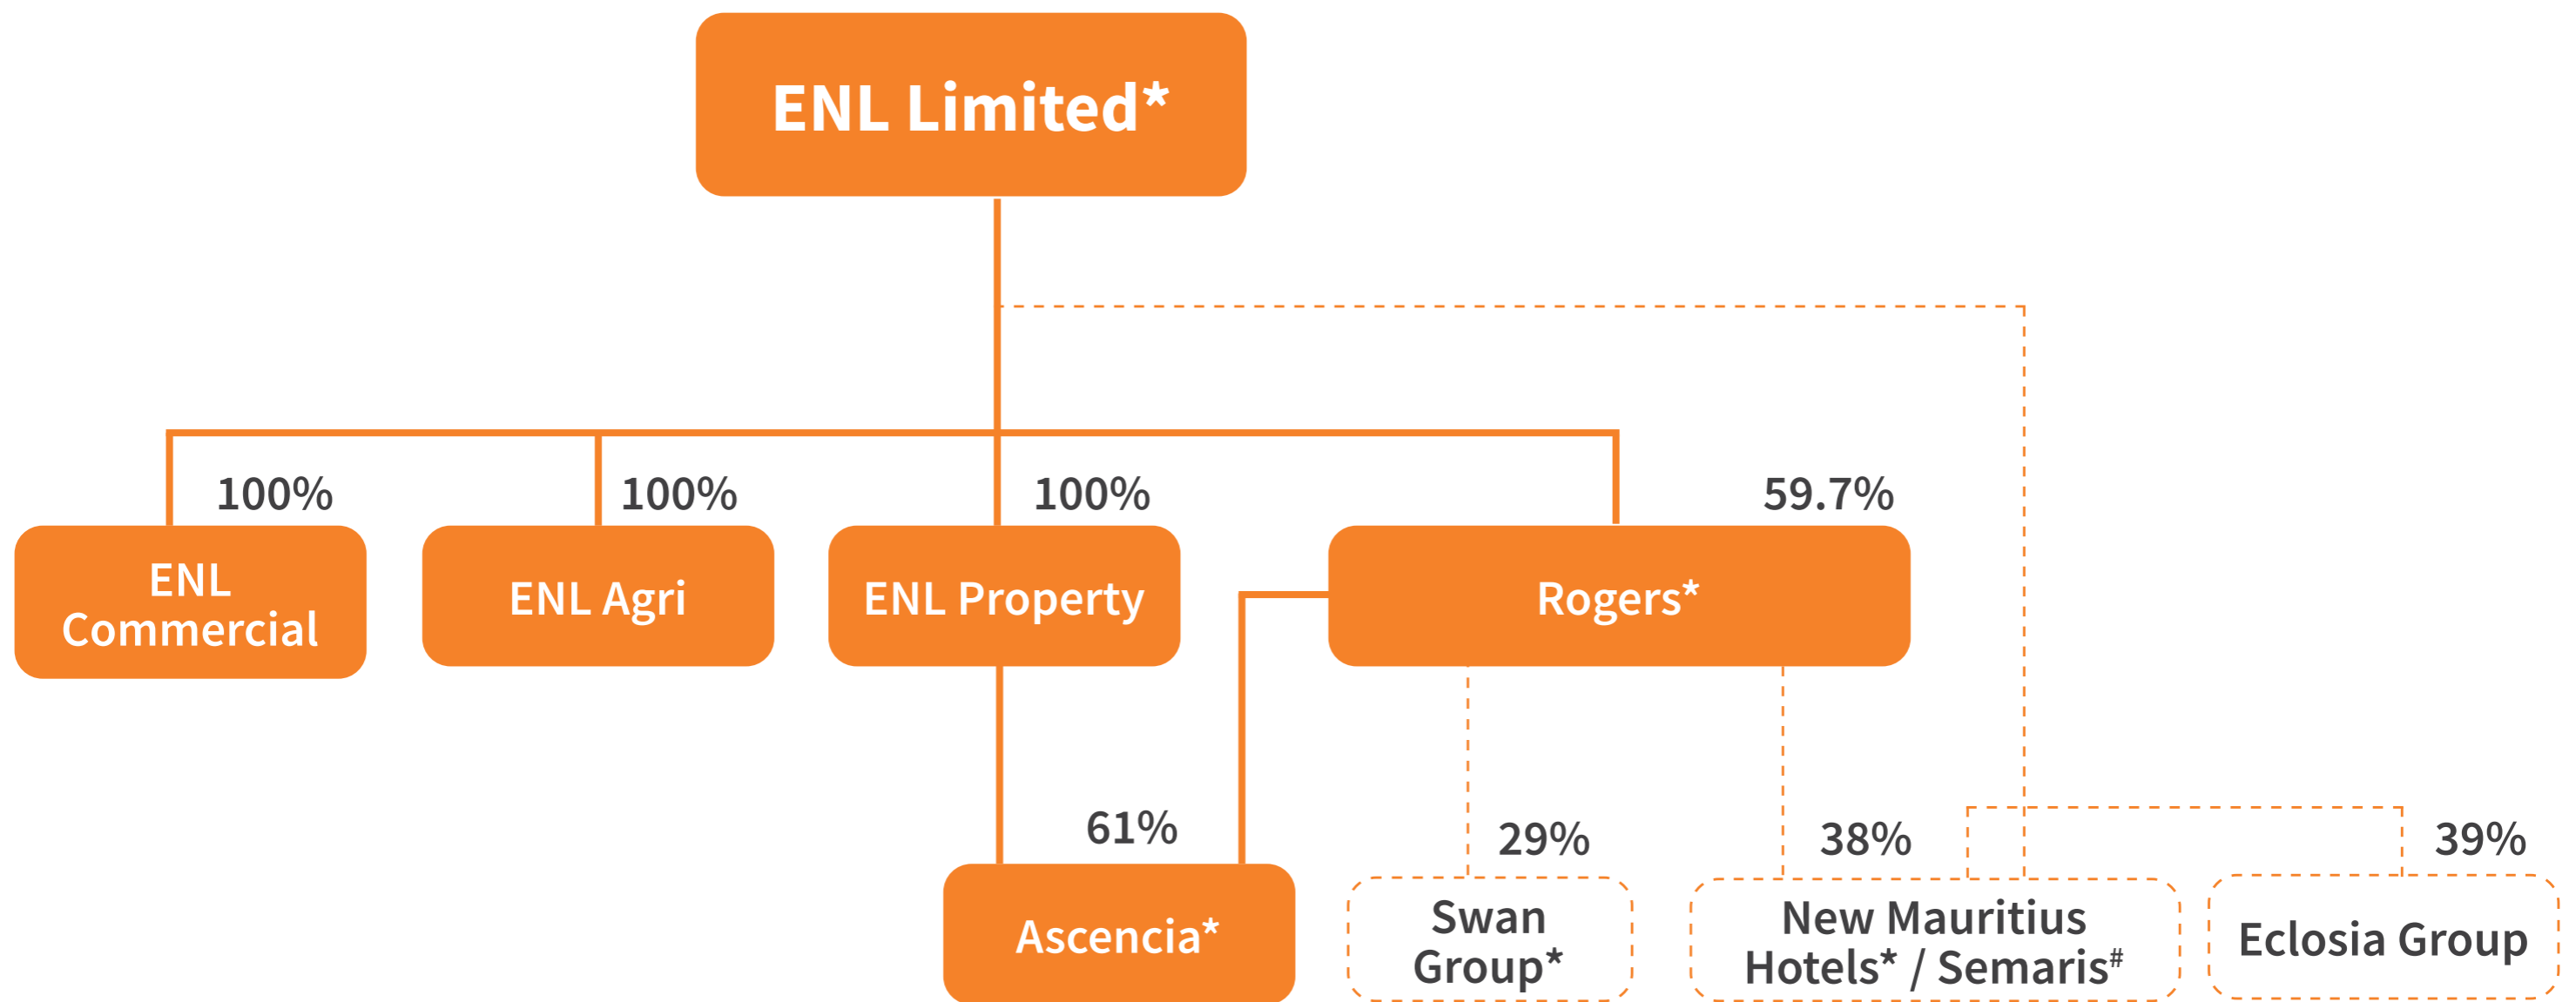 ENL Limited*
100%
100%
100%
59.7%
ENL
Commercial
ENL Agri
ENL Property
Rogers*
61%
29%
38%
39%
Ascencia*
Swan
Group*
New Mauritius
Hotels* / Semaris#
Eclosia Group